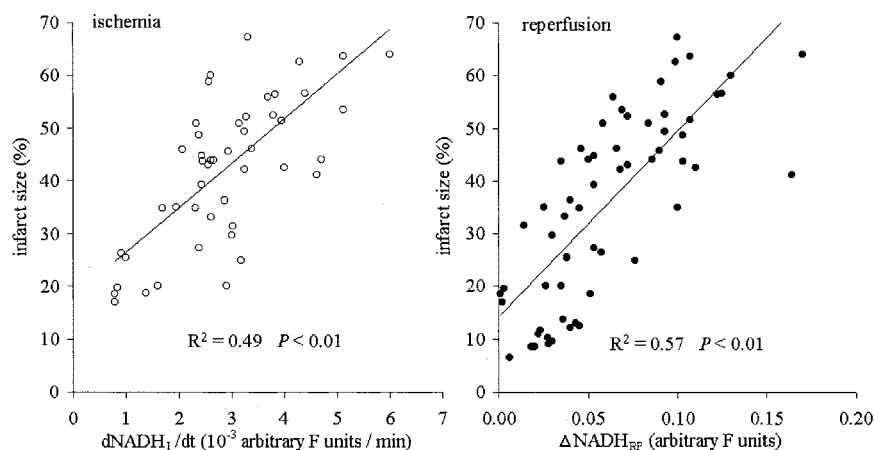 ischemia
infarct size (%)
70
60
50
40
30
20
10
0
R² = 0.49 P < 0.01
0 1 2 3 4 5 6 7
dNADH_I/dt (10⁻³ arbitrary F units / min)
reperfusion
infarct size (%)
70
60
50
40
30
20
10
0
R² = 0.57 P < 0.01
0.00 0.05 0.10 0.15 0.20
ΔNADH_RP (arbitrary F units)